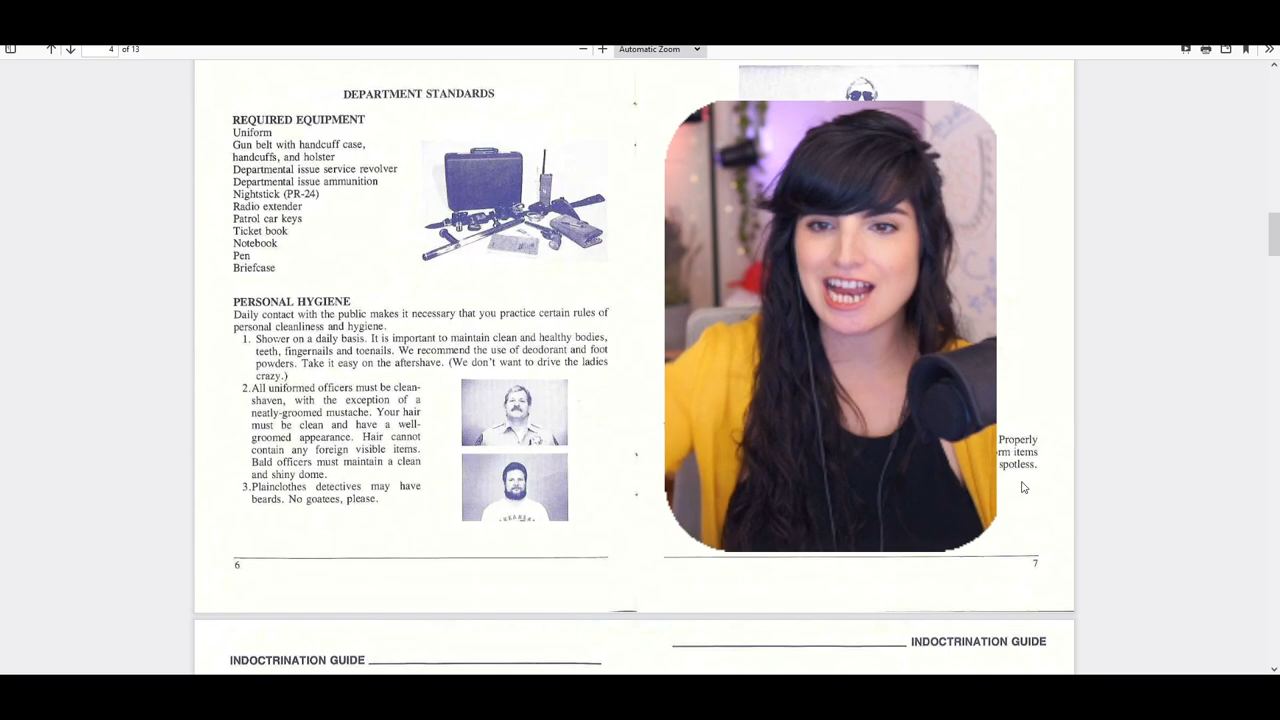 4 of 13
Automatic Zoom
DEPARTMENT STANDARDS
REQUIRED EQUIPMENT
Uniform
Gun belt with handcuff case,
handcuffs, and holster
Departmental issue service revolver
Departmental issue ammunition
Nightstick (PR-24)
Radio extender
Patrol car keys
Ticket book
Notebook
Pen
Briefcase
PERSONAL HYGIENE
Daily contact with the public makes it necessary that you practice certain rules of
personal cleanliness and hygiene.
1. Shower on a daily basis. It is important to maintain clean and healthy bodies,
teeth, fingernails and toenails. We recommend the use of deodorant and foot
powders. Take it easy on the aftershave. (We don't want to drive the ladies
crazy.)
2.All uniformed officers must be clean-
shaven, with the exception of a
neatly-groomed mustache. Your hair
must be clean and have a well-
groomed appearance. Hair cannot
contain any foreign visible items.
Bald officers must maintain a clean
and shiny dome.
3.Plainclothes detectives may have
beards. No goatees, please.
6
Properly
rm items
spotless.
7
INDOCTRINATION GUIDE
INDOCTRINATION GUIDE